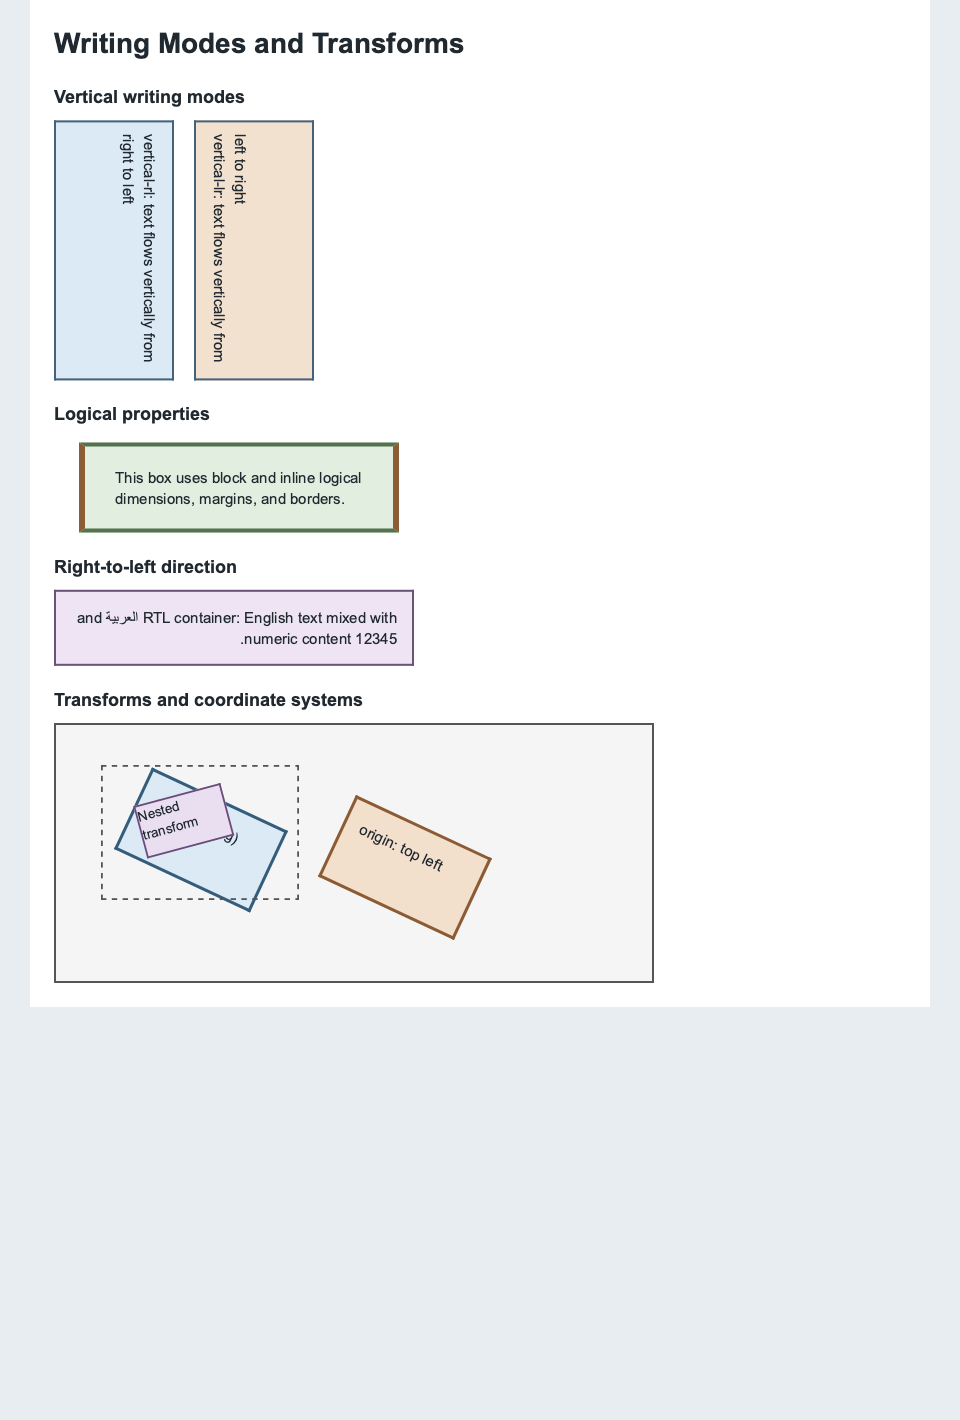 Writing Modes and Transforms
Vertical writing modes
vertical-rl: text flows vertically from
right to left
vertical-lr: text flows vertically from
left to right
Logical properties
This box uses block and inline logical
dimensions, margins, and borders.
Right-to-left direction
RTL container: English text mixed with العربية and
numeric content 12345.
Transforms and coordinate systems
Nested
transform
origin: top left